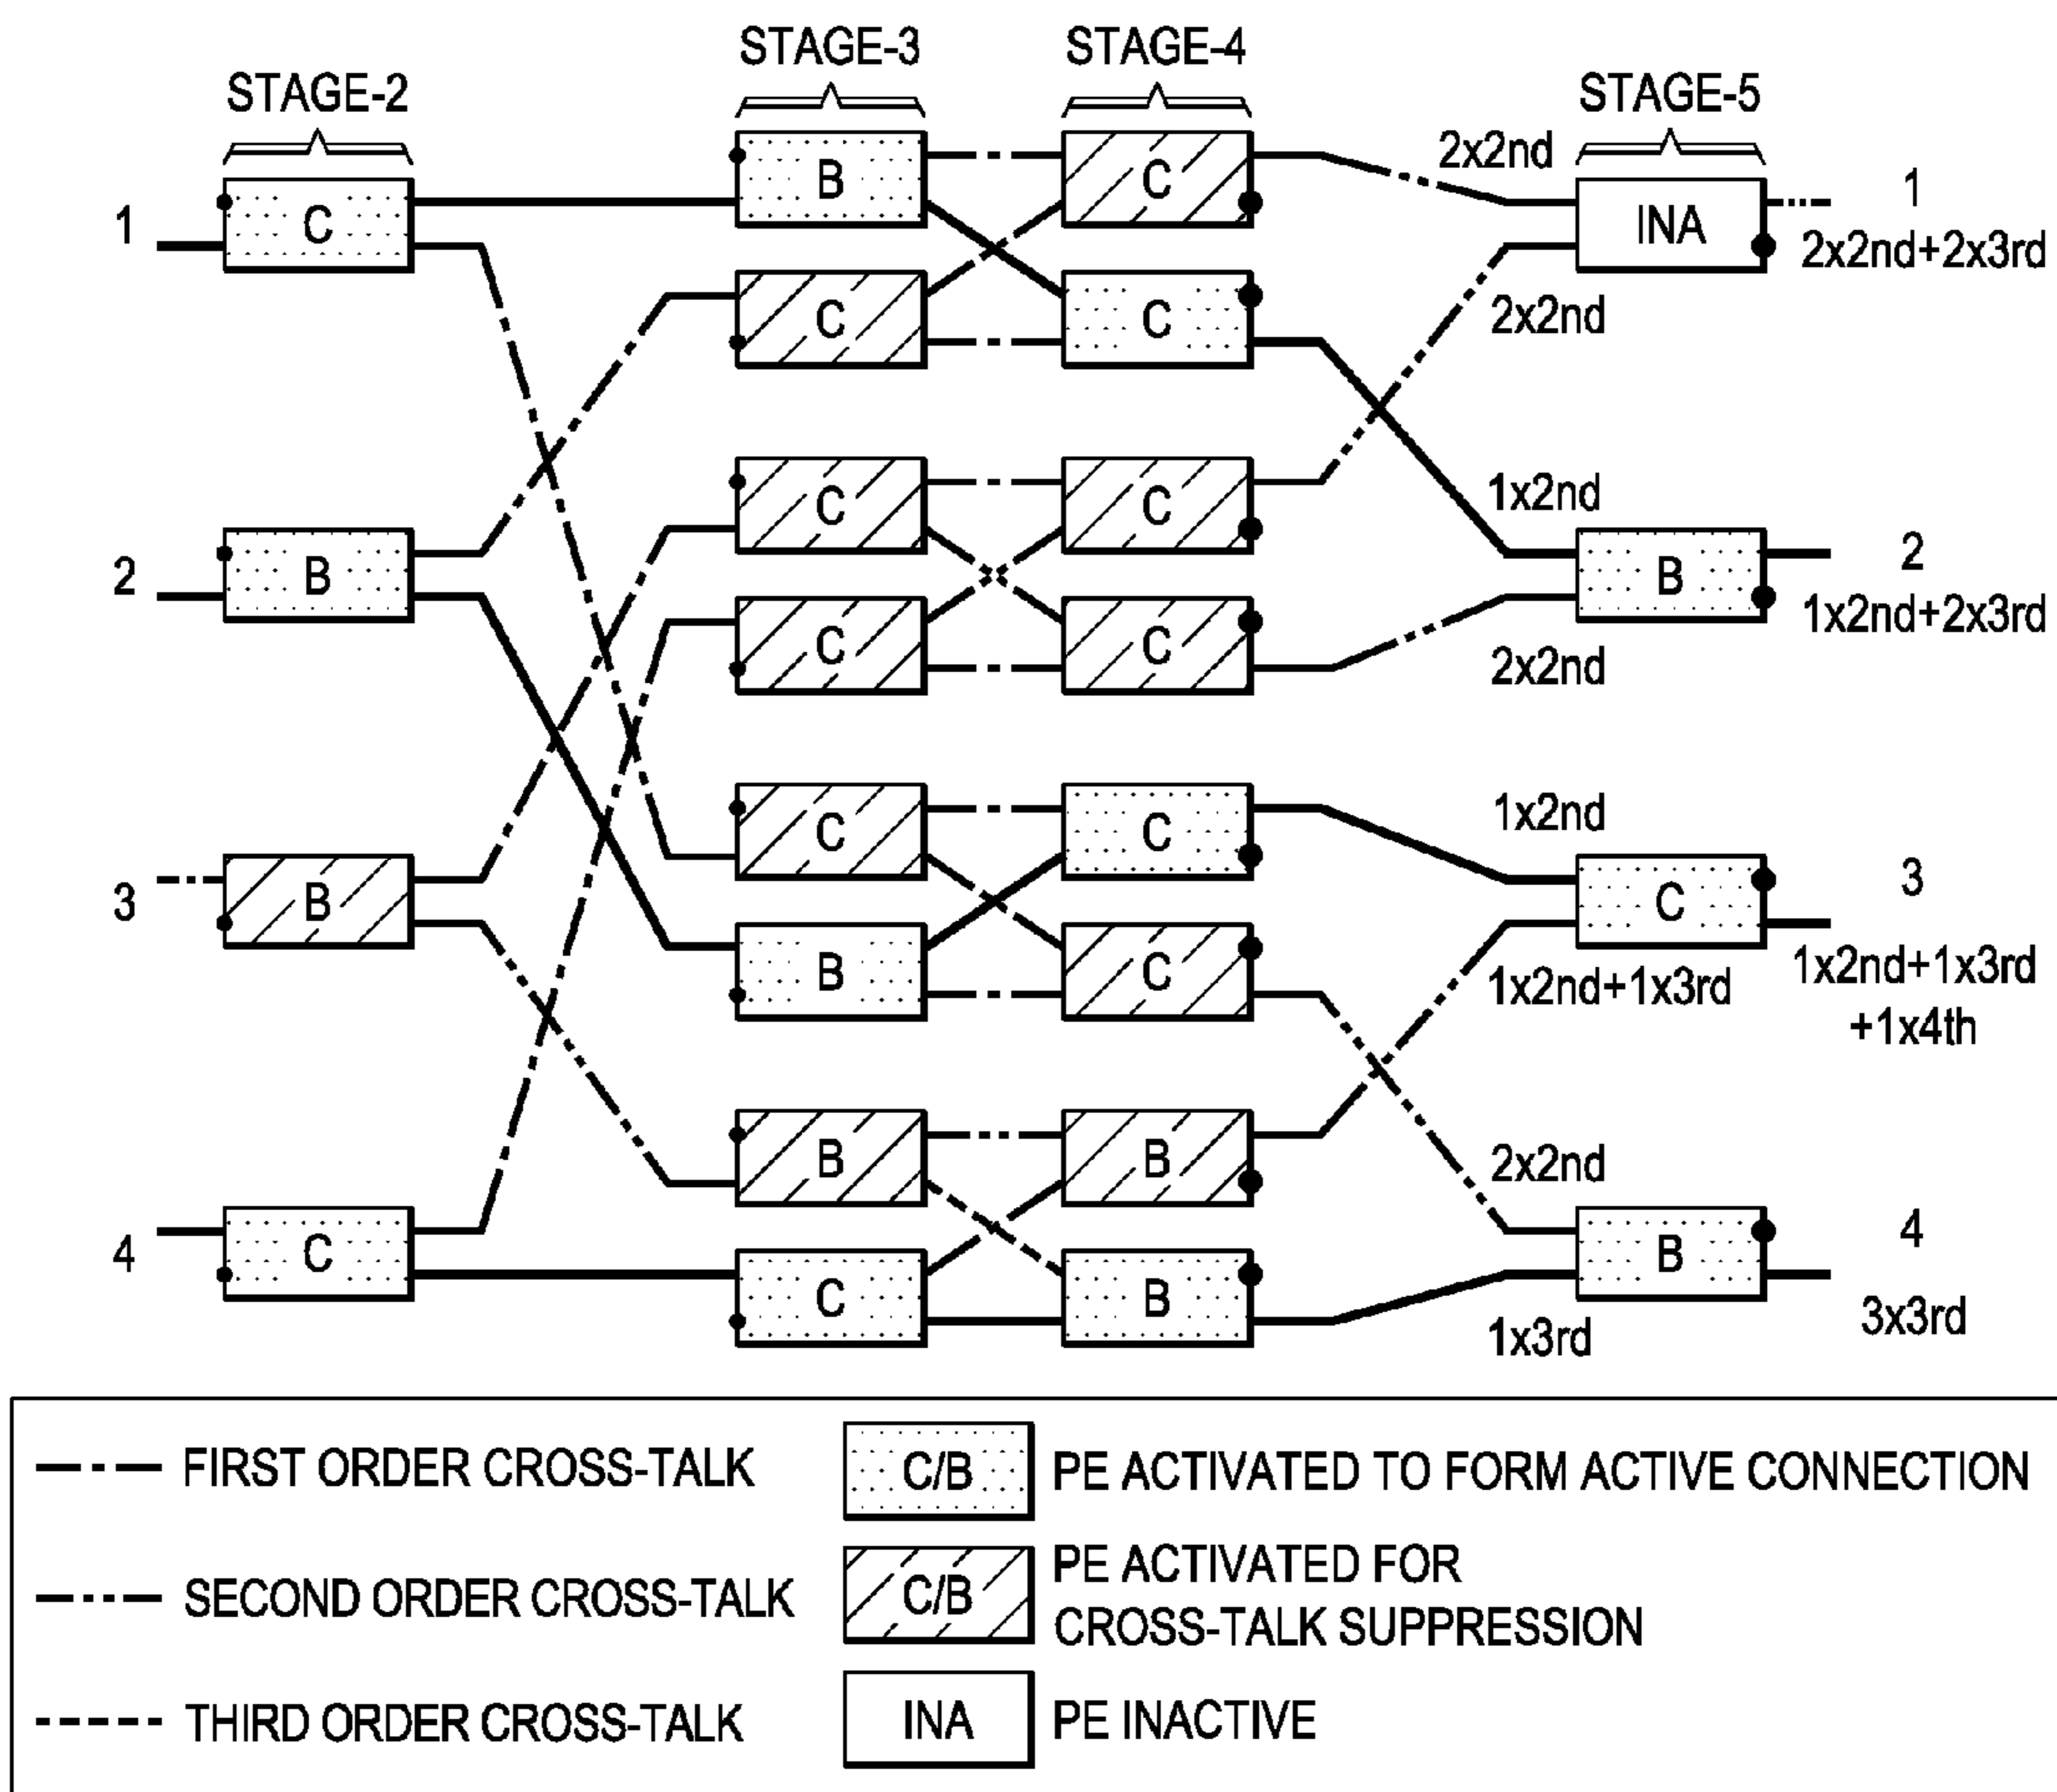 STAGE-2
STAGE-3
STAGE-4
STAGE-5
1
C
B
C
2x2nd
INA
1
2x2nd+2x3rd
C
C
2x2nd
2
B
C
C
1x2nd
B
2
1x2nd+2x3rd
C
C
2x2nd
3
B
C
C
1x2nd
C
3
1x2nd+1x3rd
+1x4th
B
C
1x2nd+1x3rd
4
C
B
B
2x2nd
B
4
3x3rd
C
B
1x3rd
FIRST ORDER CROSS-TALK
C/B
PE ACTIVATED TO FORM ACTIVE CONNECTION
SECOND ORDER CROSS-TALK
C/B
PE ACTIVATED FOR
CROSS-TALK SUPPRESSION
THIRD ORDER CROSS-TALK
INA
PE INACTIVE